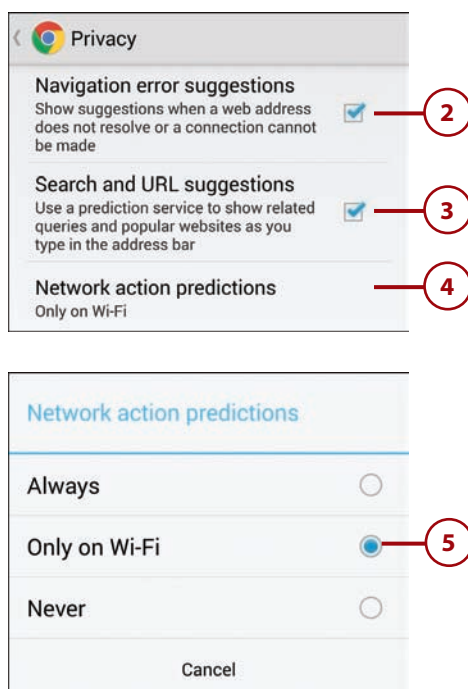 Privacy
Navigation error suggestions
Show suggestions when a web address
does not resolve or a connection cannot
be made
2
Search and URL suggestions
Use a prediction service to show related
queries and popular websites as you
type in the address bar
3
Network action predictions
Only on Wi-Fi
4
Network action predictions
Always
Only on Wi-Fi
5
Never
Cancel